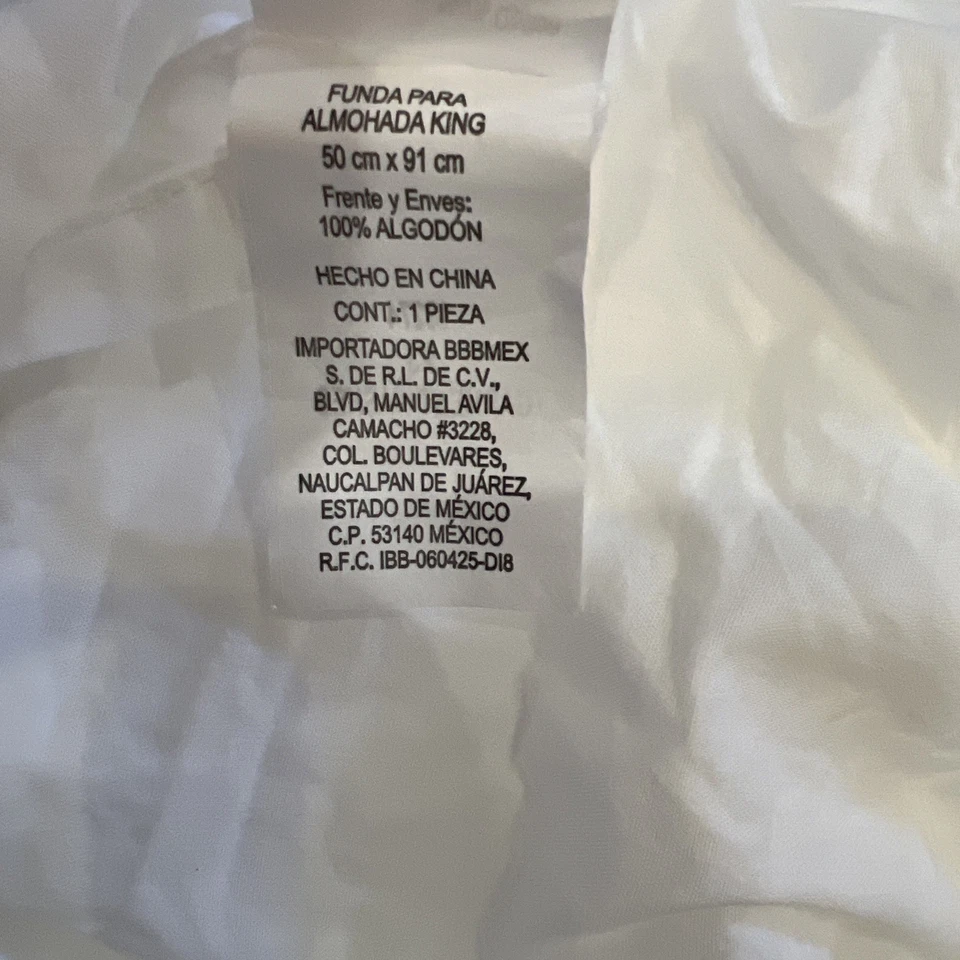 FUNDA PARA
ALMOHADA KING
50 cm x 91 cm
Frente y Enves:
100% ALGODÓN
HECHO EN CHINA
CONT.: 1 PIEZA
IMPORTADORA BBBMEX
S. DE R.L. DE C.V.,
BLVD, MANUEL AVILA
CAMACHO #3228,
COL. BOULEVARES,
NAUCALPAN DE JUÁREZ,
ESTADO DE MÉXICO
C.P. 53140 MÉXICO
R.F.C. IBB-060425-DI8